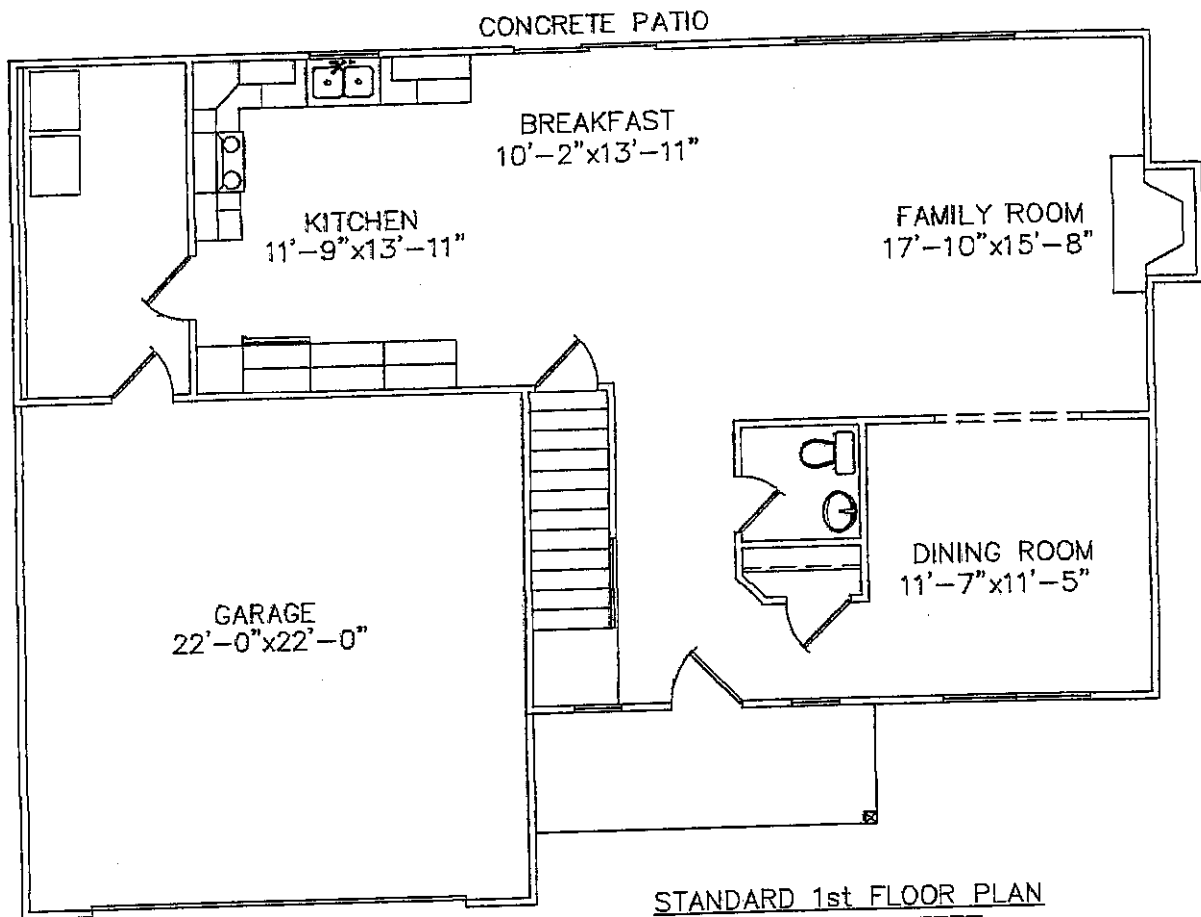 CONCRETE PATIO
BREAKFAST
10'-2"x13'-11"
KITCHEN
11'-9"x13'-11"
FAMILY ROOM
17'-10"x15'-8"
DINING ROOM
11'-7"x11'-5"
GARAGE
22'-0"x22'-0"
STANDARD 1st FLOOR PLAN